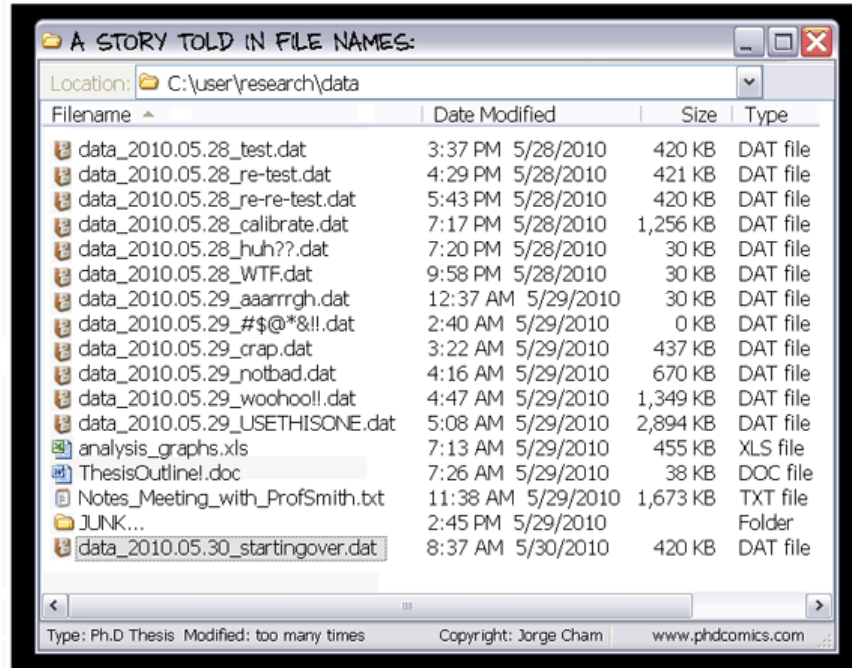 A STORY TOLD IN FILE NAMES:
Location: C:\user\research\data
Filename Date Modified Size Type
data_2010.05.28_test.dat 3:37 PM 5/28/2010 420 KB DAT file
data_2010.05.28_re-test.dat 4:29 PM 5/28/2010 421 KB DAT file
data_2010.05.28_re-re-test.dat 5:43 PM 5/28/2010 420 KB DAT file
data_2010.05.28_calibrate.dat 7:17 PM 5/28/2010 1,256 KB DAT file
data_2010.05.28_huh??.dat 7:20 PM 5/28/2010 30 KB DAT file
data_2010.05.28_WTF.dat 9:58 PM 5/28/2010 30 KB DAT file
data_2010.05.29_aaarrrgh.dat 12:37 AM 5/29/2010 30 KB DAT file
data_2010.05.29_#$@*&!!.dat 2:40 AM 5/29/2010 0 KB DAT file
data_2010.05.29_crap.dat 3:22 AM 5/29/2010 437 KB DAT file
data_2010.05.29_notbad.dat 4:16 AM 5/29/2010 670 KB DAT file
data_2010.05.29_woohoo!!.dat 4:47 AM 5/29/2010 1,349 KB DAT file
data_2010.05.29_USETHISONE.dat 5:08 AM 5/29/2010 2,894 KB DAT file
analysis_graphs.xls 7:13 AM 5/29/2010 455 KB XLS file
ThesisOutline!.doc 7:26 AM 5/29/2010 38 KB DOC file
Notes_Meeting_with_ProfSmith.txt 11:38 AM 5/29/2010 1,673 KB TXT file
JUNK... 2:45 PM 5/29/2010 Folder
data_2010.05.30_startingover.dat 8:37 AM 5/30/2010 420 KB DAT file
Type: Ph.D Thesis Modified: too many times Copyright: Jorge Cham www.phdcomics.com